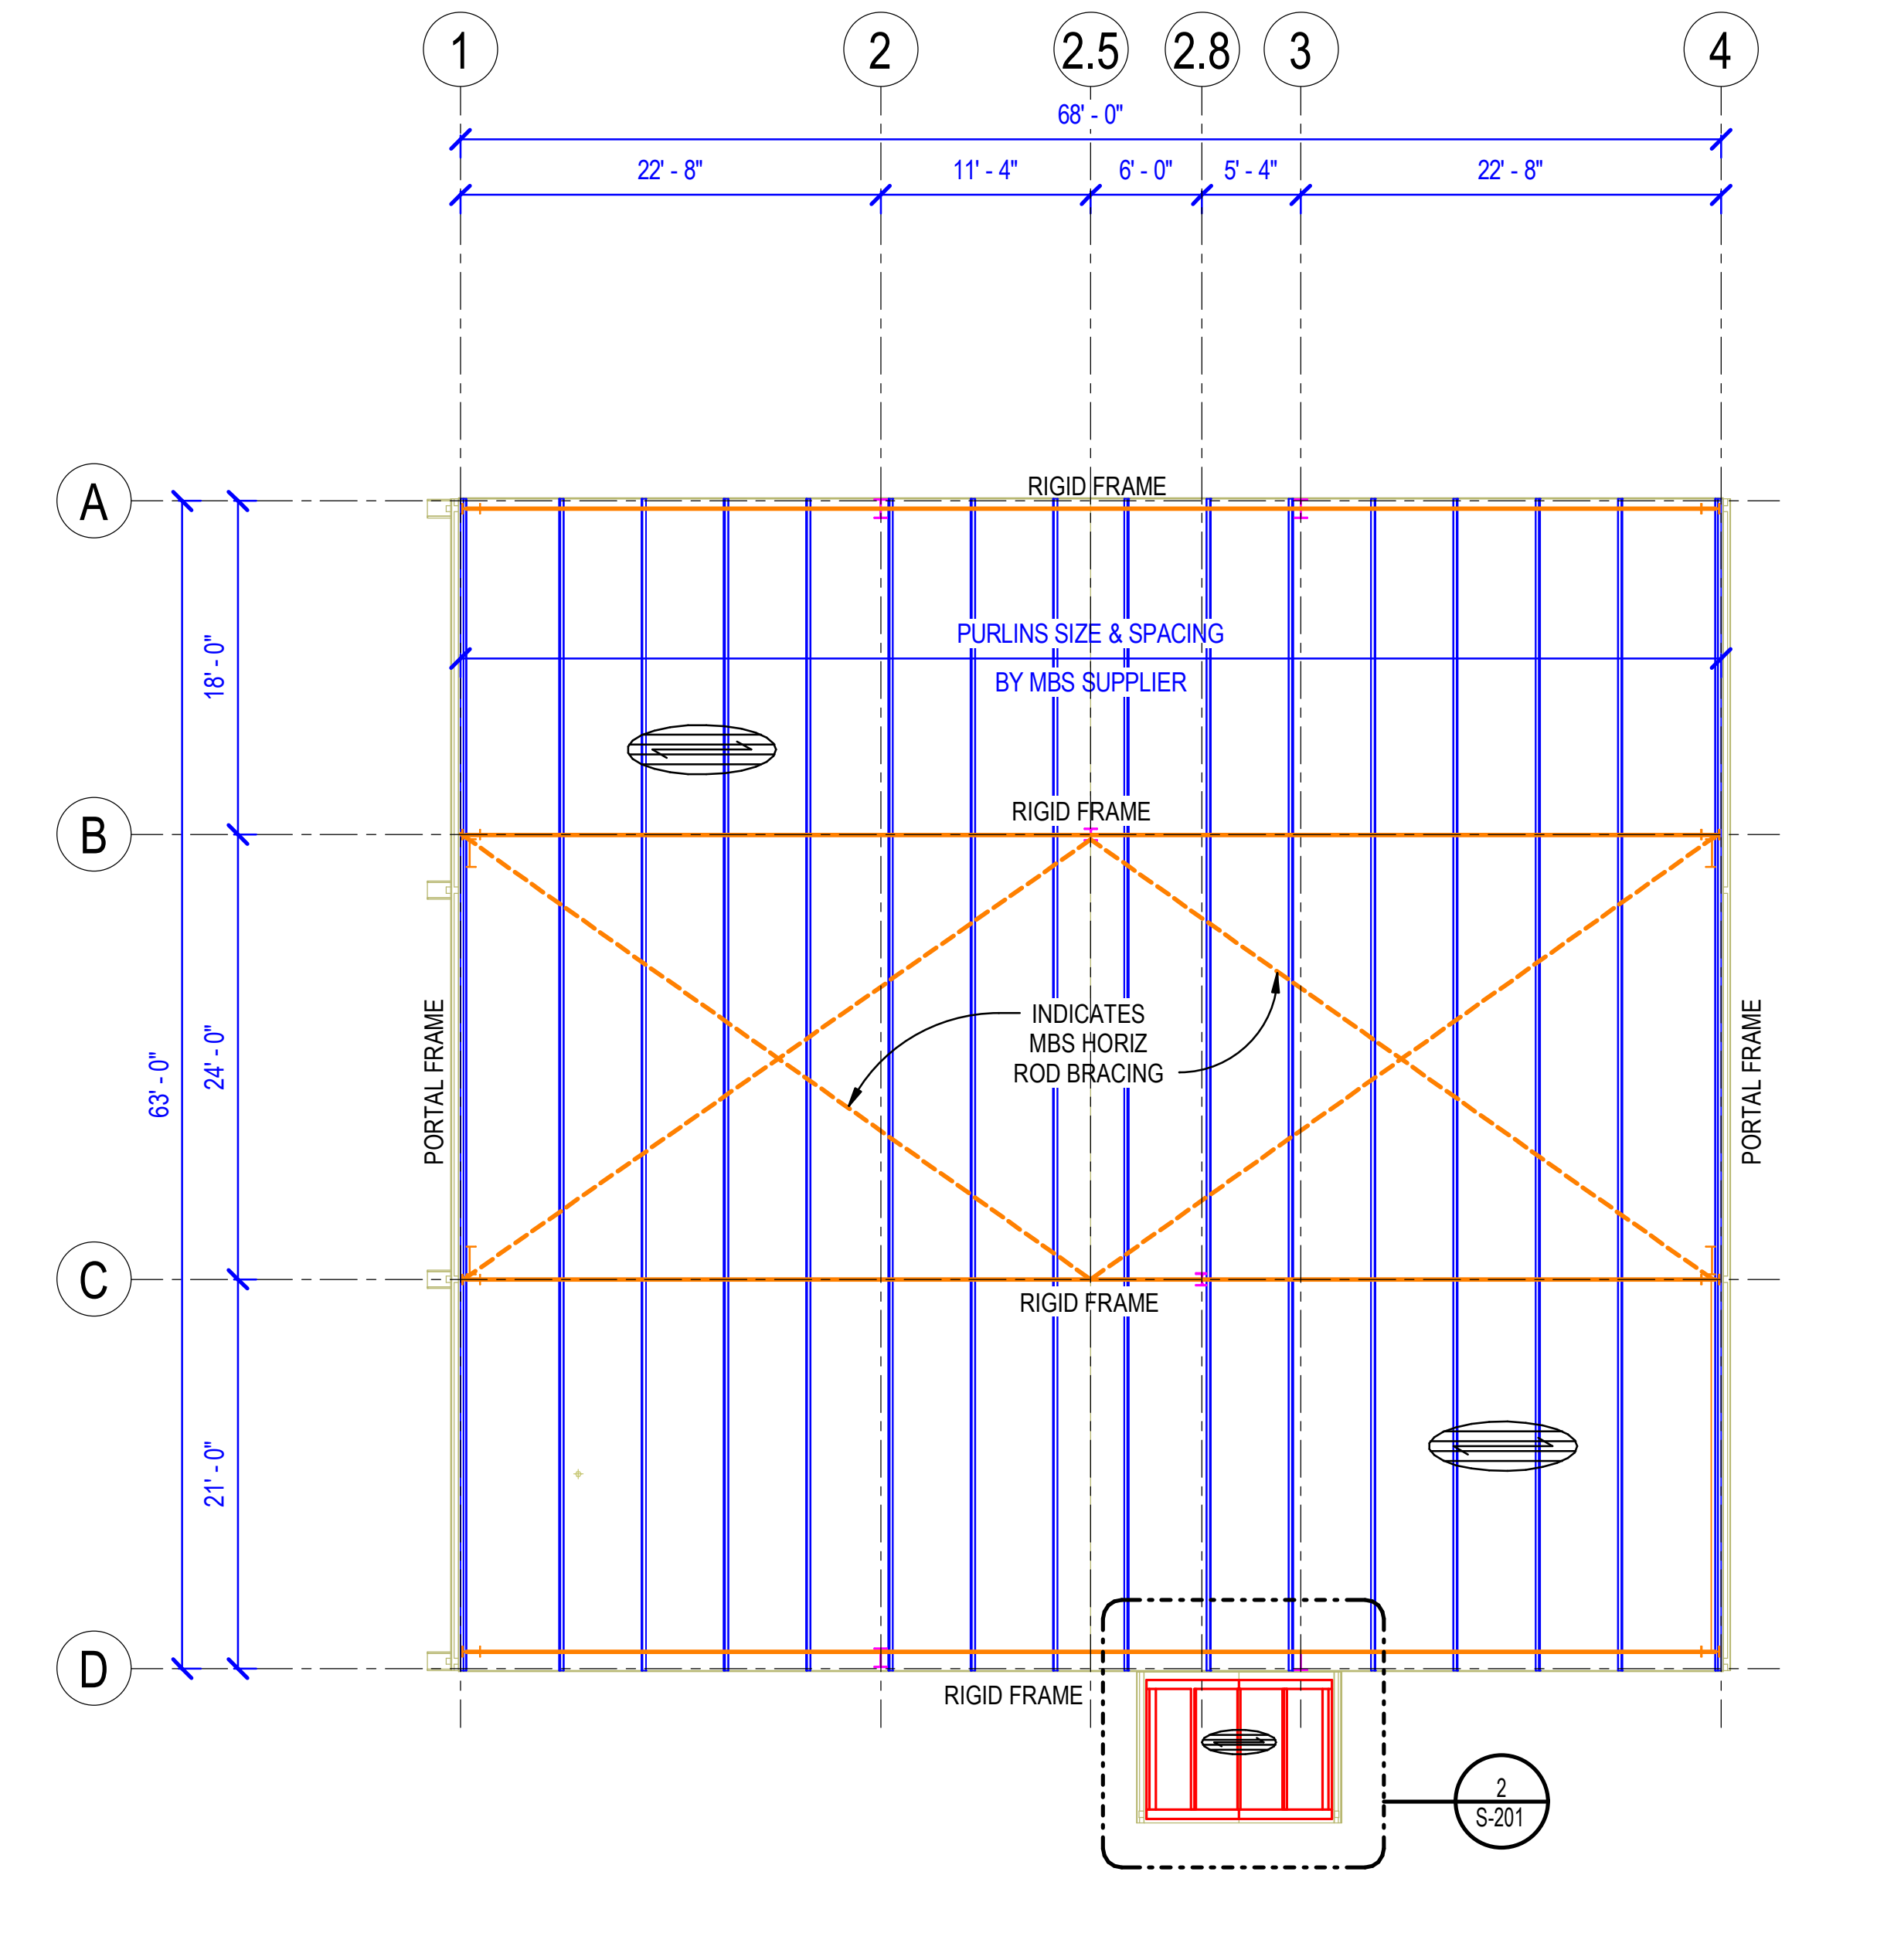 1 2 2.5 2.8 3 4
68' - 0"
22' - 8" 11' - 4" 6' - 0" 5' - 4" 22' - 8"
A
RIGID FRAME
PURLINS SIZE & SPACING
BY MBS SUPPLIER
18' - 0"
B
RIGID FRAME
INDICATES
MBS HORIZ
ROD BRACING
63' - 0"
24' - 0"
PORTAL FRAME
PORTAL FRAME
C
RIGID FRAME
21' - 0"
D
RIGID FRAME
2
S-201